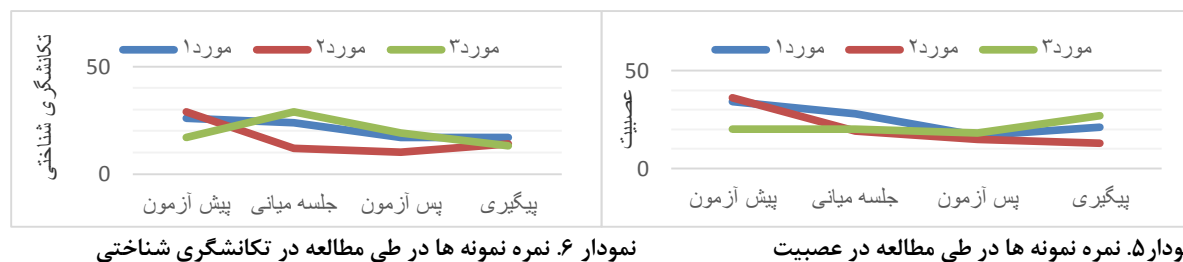 مورد۱ مورد۲ مورد۳
عصبیت
50
0
پیش آزمون جلسه میانی پس آزمون پیگیری
ودار۵. نمره نمونه ها در طی مطالعه در عصبیت
مورد۱ مورد۲ مورد۳
تکانشگری شناختی
50
0
پیش آزمون جلسه میانی پس آزمون پیگیری
نمودار ۶. نمره نمونه ها در طی مطالعه در تکانشگری شناختی